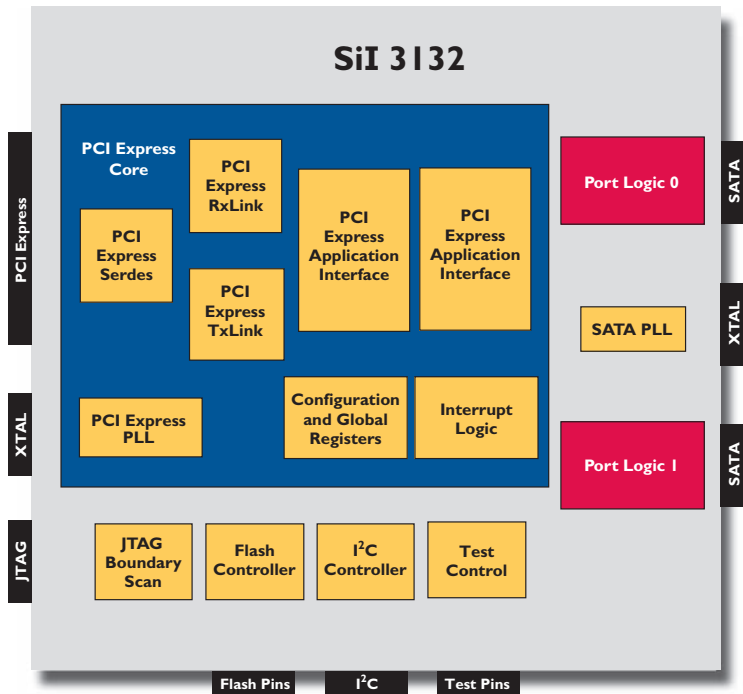 SiI 3132
PCI Express
Core
PCI
Express
RxLink
PCI
Express
Serdes
PCI
Express
TxLink
PCI
Express
Application
Interface
PCI
Express
Application
Interface
PCI Express
PLL
Configuration
and Global
Registers
Interrupt
Logic
Port Logic 0
SATA PLL
Port Logic 1
JTAG
Boundary
Scan
Flash
Controller
I²C
Controller
Test
Control
PCI Express
XTAL
JTAG
SATA
XTAL
SATA
Flash Pins
I²C
Test Pins